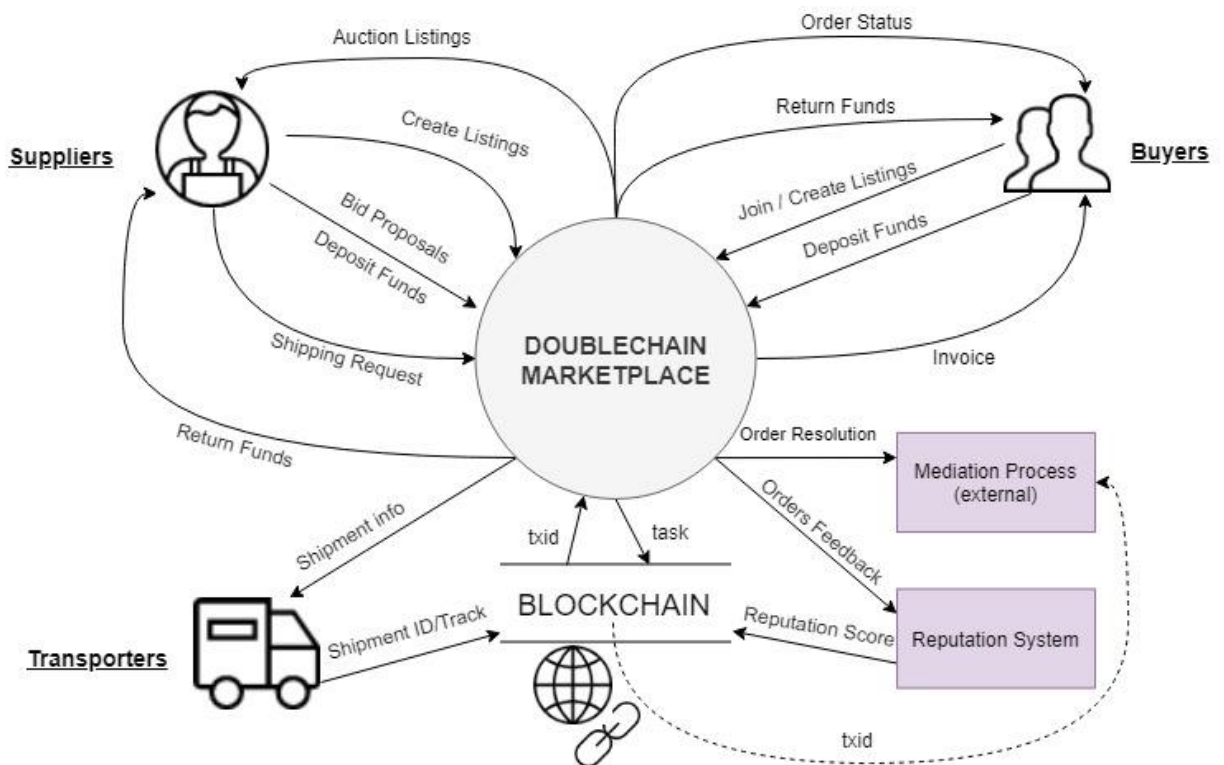 Auction Listings
Order Status
Create Listings
Return Funds
Suppliers
Buyers
Join / Create Listings
Bid Proposals
Deposit Funds
Deposit Funds
Shipping Request
DOUBLECHAIN
MARKETPLACE
Invoice
Return Funds
Order Resolution
Mediation Process
(external)
Orders Feedback
Shipment info
txid
task
BLOCKCHAIN
Reputation Score
Reputation System
Shipment ID/Track
Transporters
txid